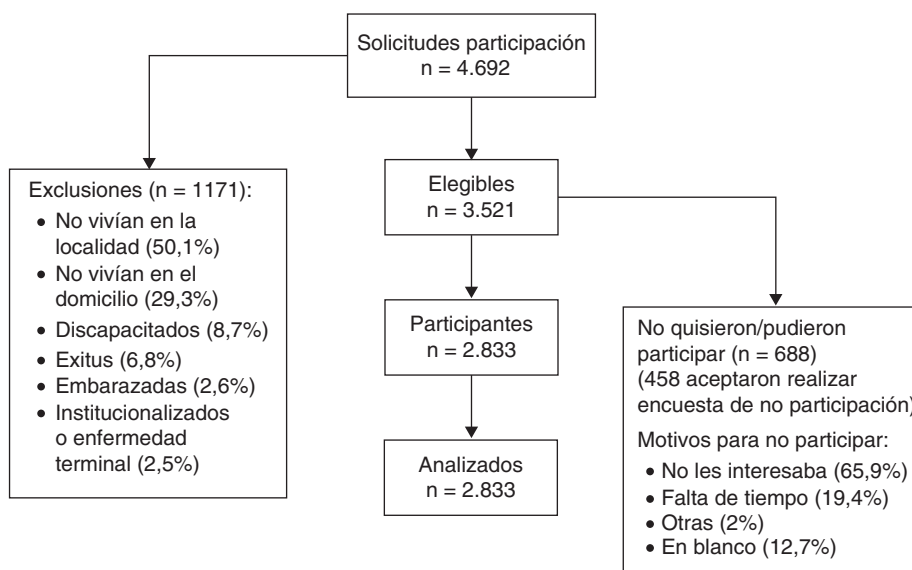 Solicitudes participación
n = 4.692
Exclusiones (n = 1171):
• No vivían en la
localidad (50,1%)
• No vivían en el
domicilio (29,3%)
• Discapacitados (8,7%)
• Exitus (6,8%)
• Embarazadas (2,6%)
• Institucionalizados
o enfermedad
terminal (2,5%)
Elegibles
n = 3.521
Participantes
n = 2.833
Analizados
n = 2.833
No quisieron/pudieron
participar (n = 688)
(458 aceptaron realizar
encuesta de no participación)
Motivos para no participar:
• No les interesaba (65,9%)
• Falta de tiempo (19,4%)
• Otras (2%)
• En blanco (12,7%)